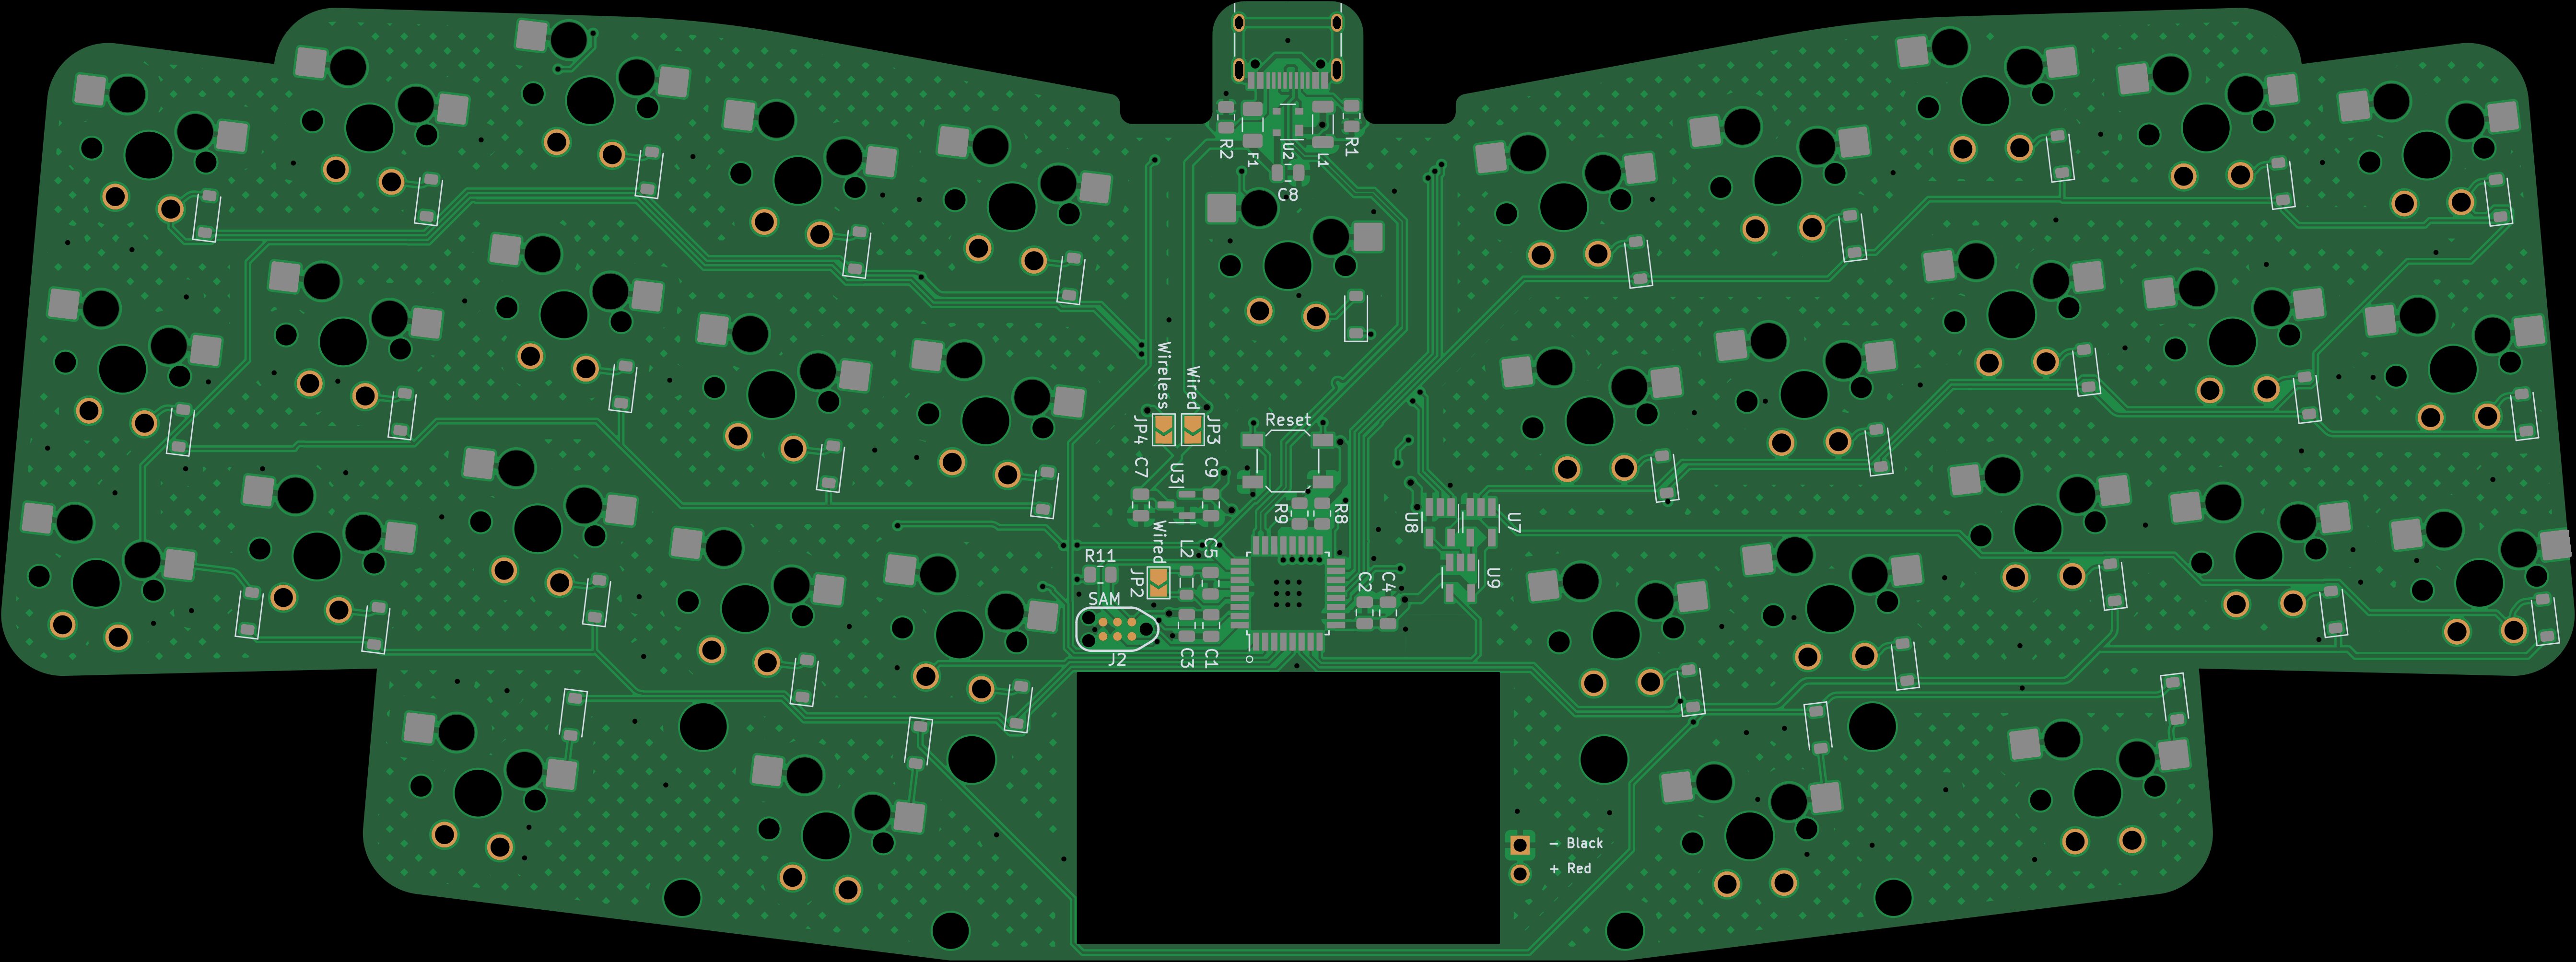 R2
F1
U2
L1
R1
C8
Wireless
Wired
JP4
JP3
Reset
C7
U3
C9
R9
R8
U8
U7
Wired
L2
C5
R11
JP2
SAM
C2
C4
U9
J2
C3
C1
- Black
+ Red